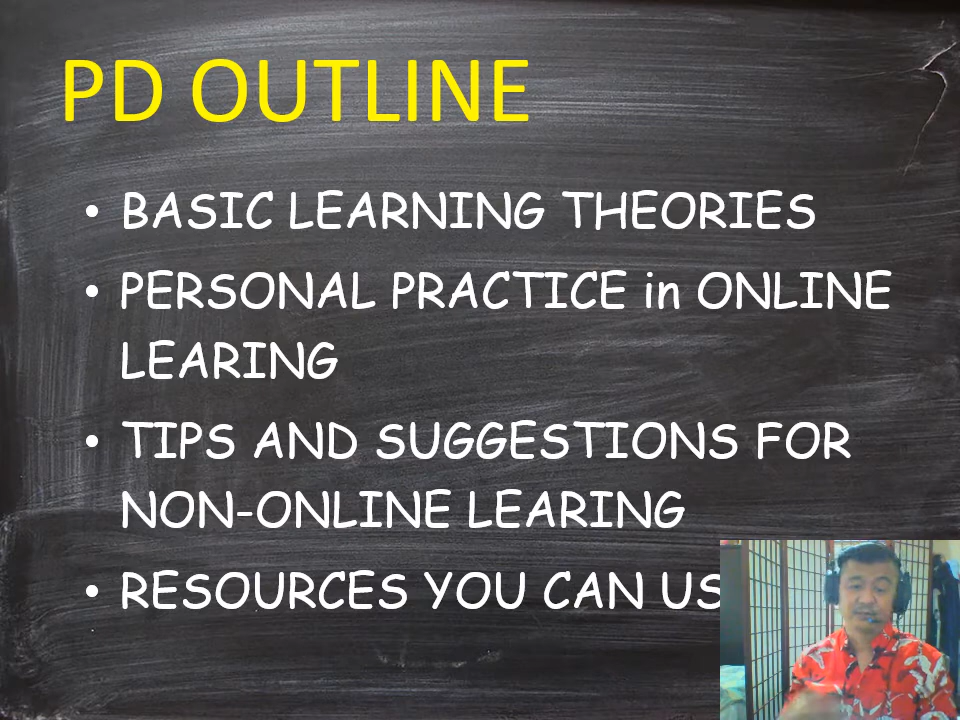 PD OUTLINE
• BASIC LEARNING THEORIES
• PERSONAL PRACTICE in ONLINE
LEARING
• TIPS AND SUGGESTIONS FOR
NON-ONLINE LEARING
• RESOURCES YOU CAN US